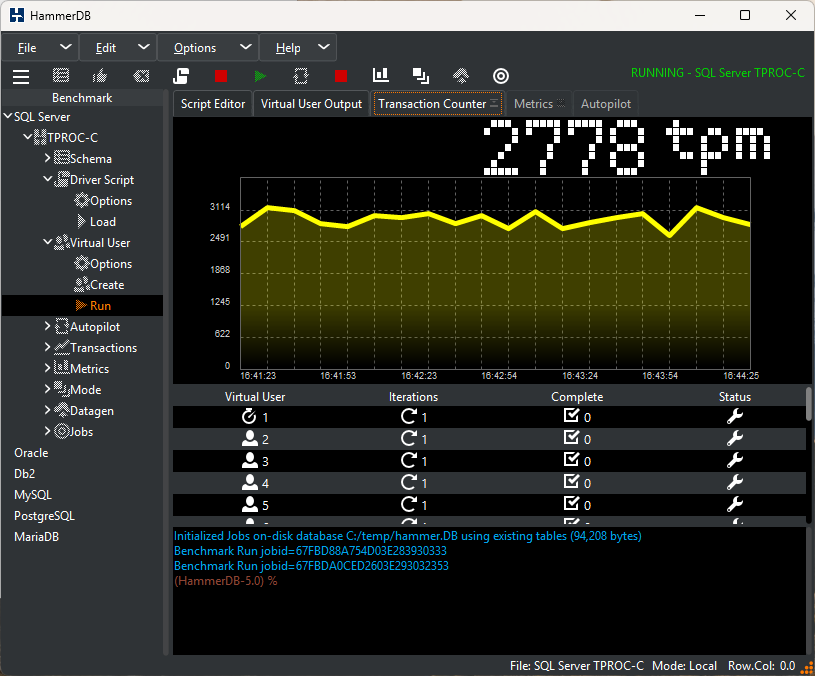 HammerDB
File Edit Options Help
RUNNING - SQL Server TPROC-C
Benchmark
SQL Server
TPROC-C
Schema
Driver Script
Options
Load
Virtual User
Options
Create
Run
Autopilot
Transactions
Metrics
Mode
Datagen
Jobs
Oracle
Db2
MySQL
PostgreSQL
MariaDB
Script Editor Virtual User Output Transaction Counter Metrics Autopilot
2778 tpm
3114
2491
1868
1245
622
0
16:41:23 16:41:53 16:42:23 16:42:54 16:43:24 16:43:54 16:44:25
Virtual User Iterations Complete Status
1 1 0
2 1 0
3 1 0
4 1 0
5 1 0
Initialized Jobs on-disk database C:/temp/hammer.DB using existing tables (94,208 bytes)
Benchmark Run jobid=67FBD88A754D03E283930333
Benchmark Run jobid=67FBDA0CED2603E293032353
(HammerDB-5.0) %
File: SQL Server TPROC-C Mode: Local Row.Col: 0.0